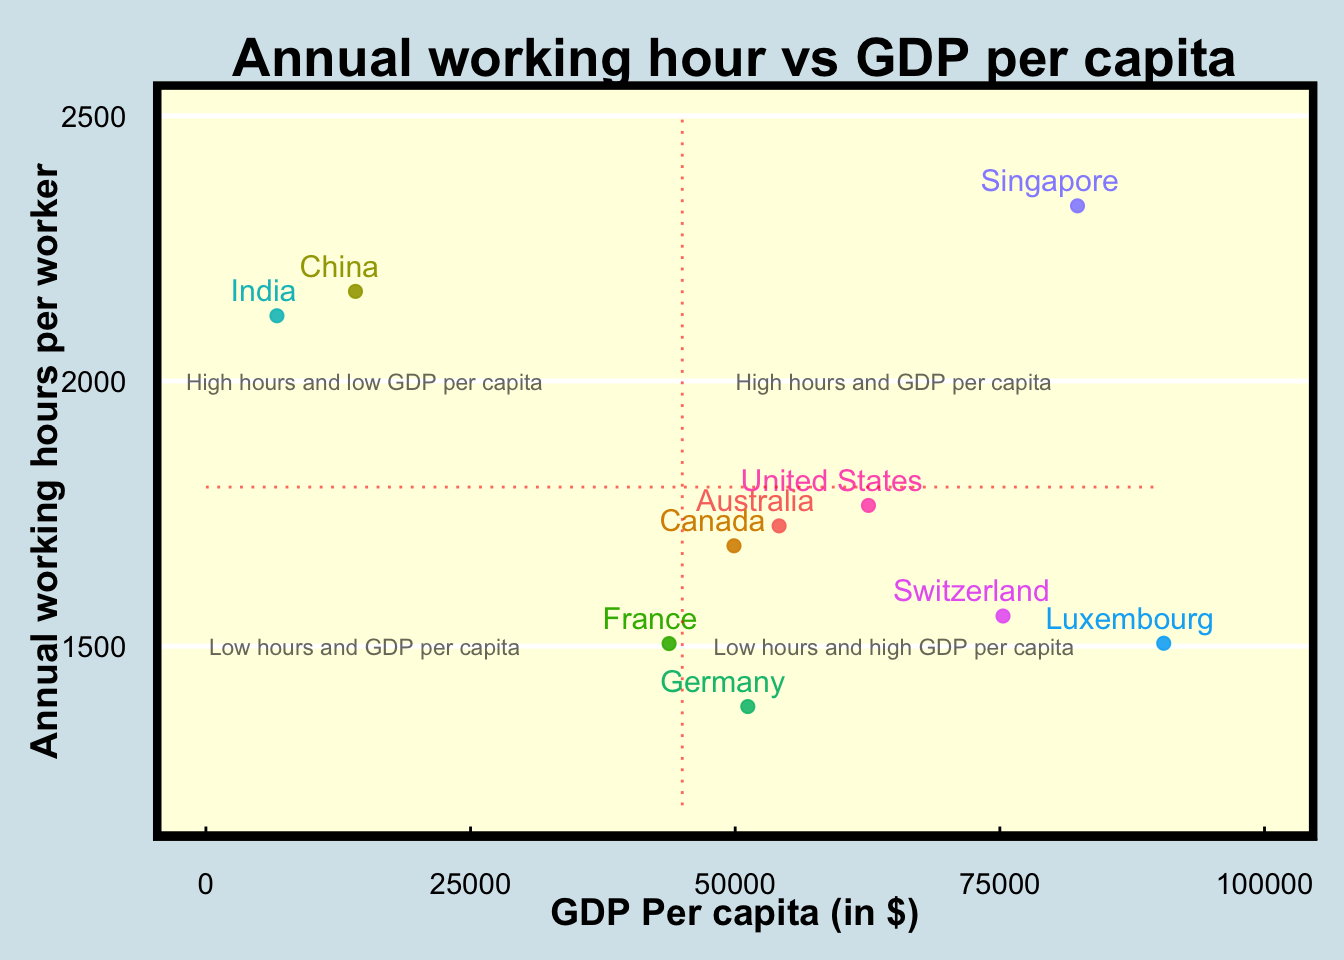 Annual working hour vs GDP per capita
Annual working hours per worker
2500
2000
1500
Singapore
China
India
High hours and low GDP per capita
High hours and GDP per capita
United States
Australia
Canada
Switzerland
France
Luxembourg
Low hours and GDP per capita
Low hours and high GDP per capita
Germany
0
25000
50000
75000
100000
GDP Per capita (in $)